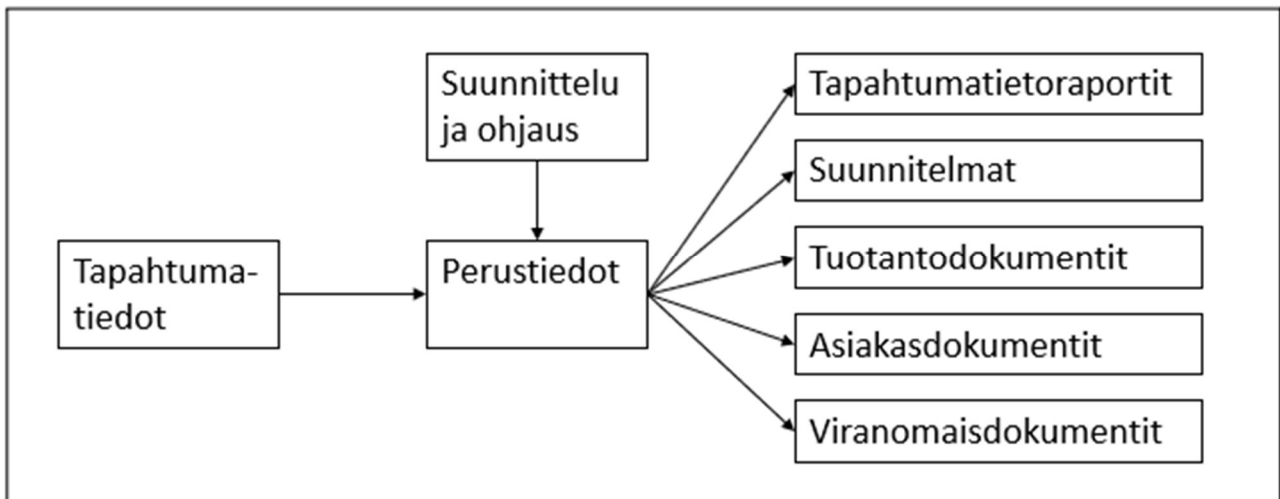 Suunnittelu
ja ohjaus
Tapahtuma-
tiedot
Perustiedot
Tapahtumatietoraportit
Suunnitelmat
Tuotantodokumentit
Asiakasdokumentit
Viranomaisdokumentit